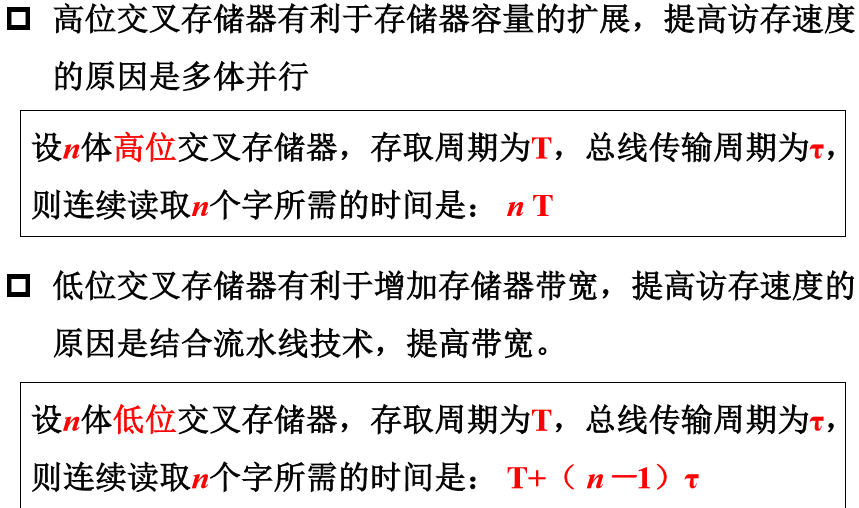 高位交叉存储器有利于存储器容量的扩展，提高访存速度
的原因是多体并行
设n体高位交叉存储器，存取周期为T，总线传输周期为τ，
则连续读取n个字所需的时间是： n T
低位交叉存储器有利于增加存储器带宽，提高访存速度的
原因是结合流水线技术，提高带宽。
设n体低位交叉存储器，存取周期为T，总线传输周期为τ，
则连续读取n个字所需的时间是： T+（ n －1）τ